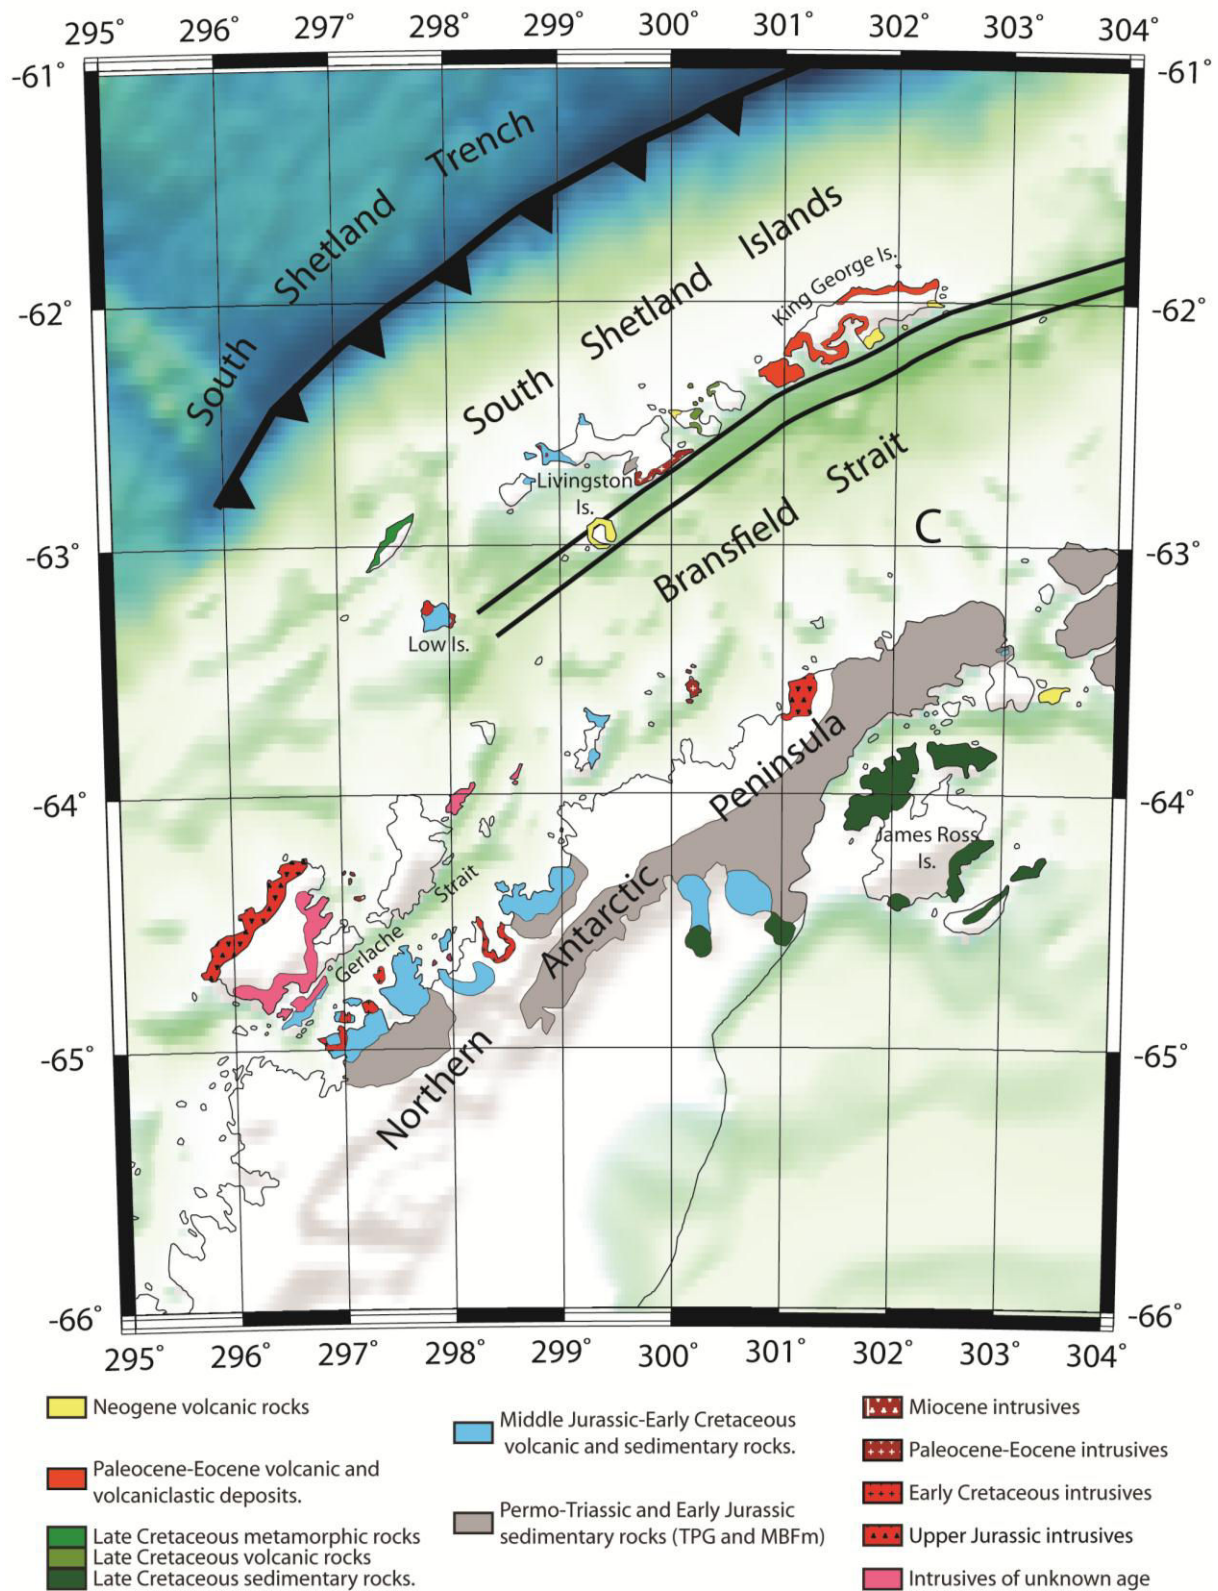 295° 296° 297° 298° 299° 300° 301° 302° 303° 304°
-61° -61°
South Shetland Trench
South Shetland Islands
King George Is.
-62° -62°
Livingston
Is.
Bransfield Strait
C
-63° -63°
Low Is.
-64° -64°
James Ross
Is.
Gerlache Strait
Northern Antarctic Peninsula
-65° -65°
-66° -66°
295° 296° 297° 298° 299° 300° 301° 302° 303° 304°
Neogene volcanic rocks
Paleocene-Eocene volcanic and
volcaniclastic deposits.
Late Cretaceous metamorphic rocks
Late Cretaceous volcanic rocks
Late Cretaceous sedimentary rocks.
Middle Jurassic-Early Cretaceous
volcanic and sedimentary rocks.
Permo-Triassic and Early Jurassic
sedimentary rocks (TPG and MBFm)
Miocene intrusives
Paleocene-Eocene intrusives
Early Cretaceous intrusives
Upper Jurassic intrusives
Intrusives of unknown age